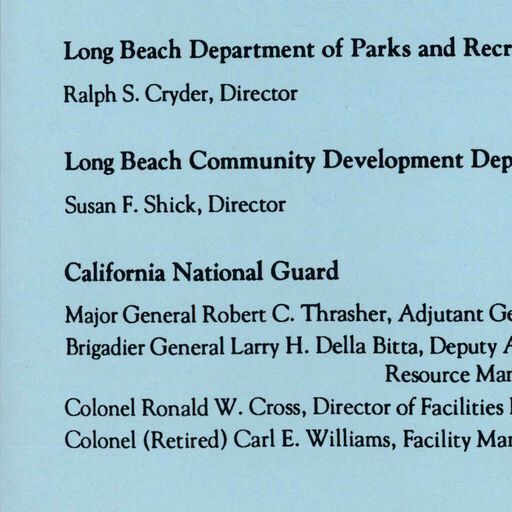 Long Beach Department of Parks and Recr
Ralph S. Cryder, Director
Long Beach Community Development Dep
Susan F. Shick, Director
California National Guard
Major General Robert C. Thrasher, Adjutant Ge
Brigadier General Larry H. Della Bitta, Deputy A
Resource Man
Colonel Ronald W. Cross, Director of Facilities
Colonel (Retired) Carl E. Williams, Facility Man